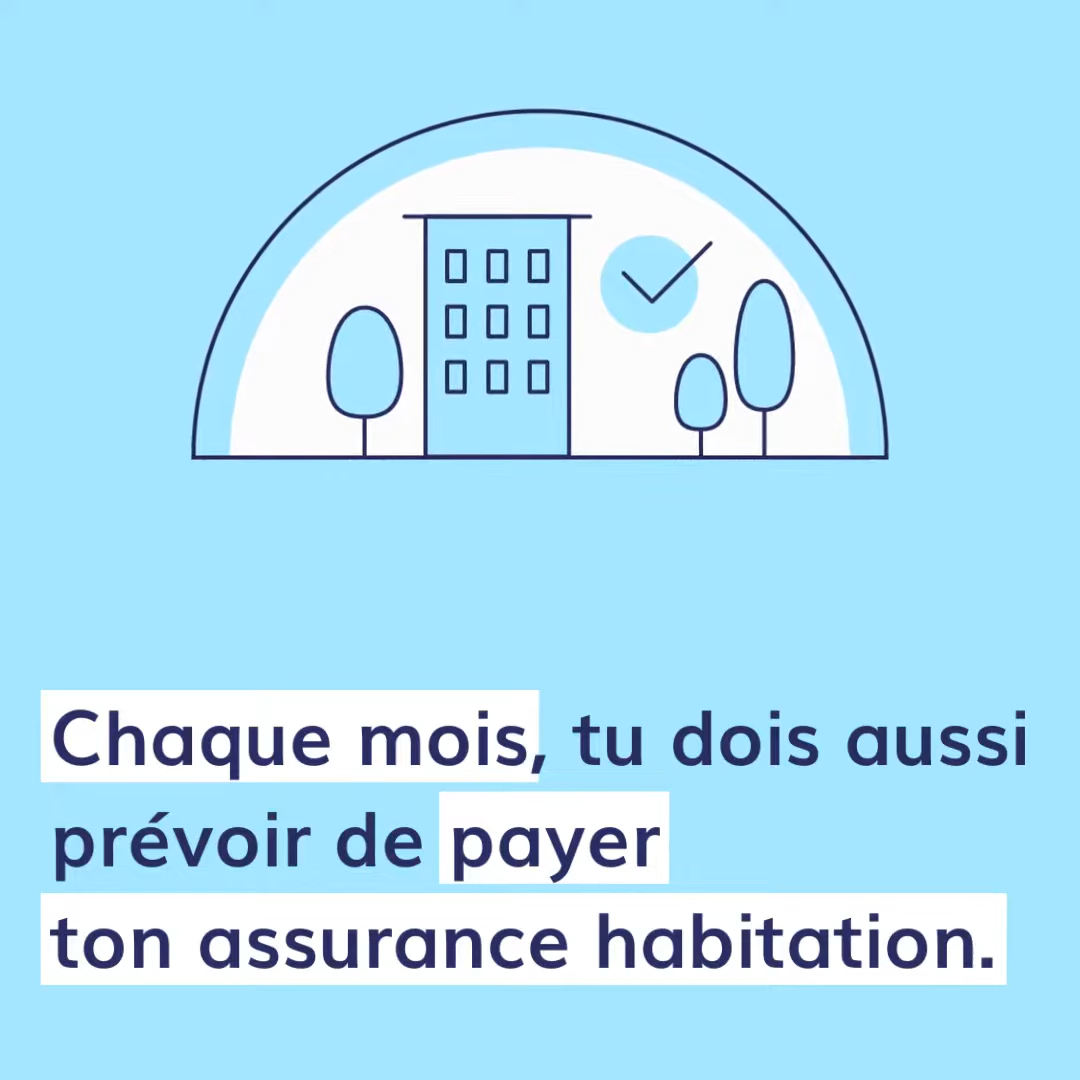 Chaque mois, tu dois aussi
prévoir de payer
ton assurance habitation.